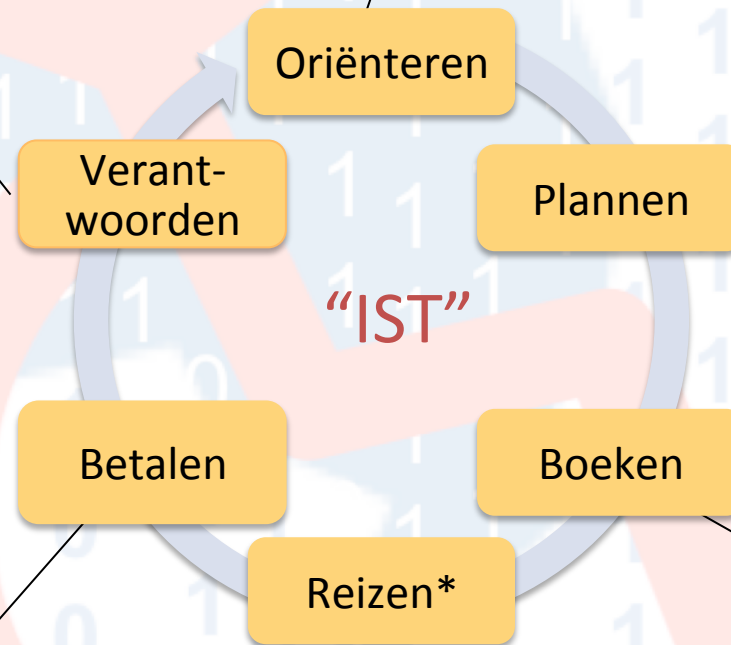 Oriënteren
Plannen
Boeken
Reizen*
Betalen
Verant-
woorden
“IST”